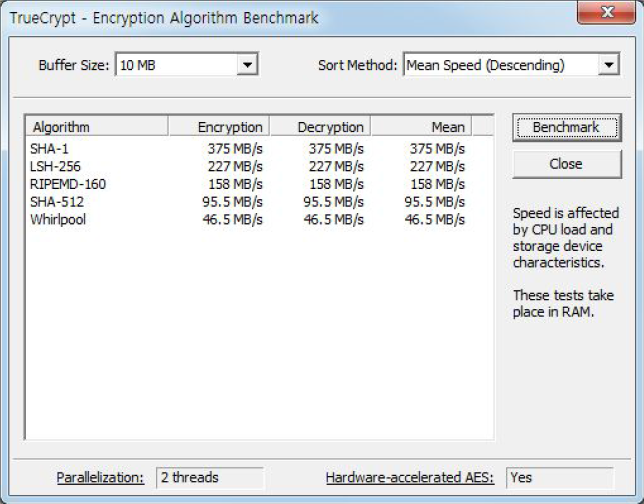 TrueCrypt - Encryption Algorithm Benchmark
Buffer Size: 10 MB Sort Method: Mean Speed (Descending)
Algorithm Encryption Decryption Mean
SHA-1 375 MB/s 375 MB/s 375 MB/s
LSH-256 227 MB/s 227 MB/s 227 MB/s
RIPEMD-160 158 MB/s 158 MB/s 158 MB/s
SHA-512 95.5 MB/s 95.5 MB/s 95.5 MB/s
Whirlpool 46.5 MB/s 46.5 MB/s 46.5 MB/s
Benchmark
Close
Speed is affected
by CPU load and
storage device
characteristics.
These tests take
place in RAM.
Parallelization: 2 threads Hardware-accelerated AES: Yes